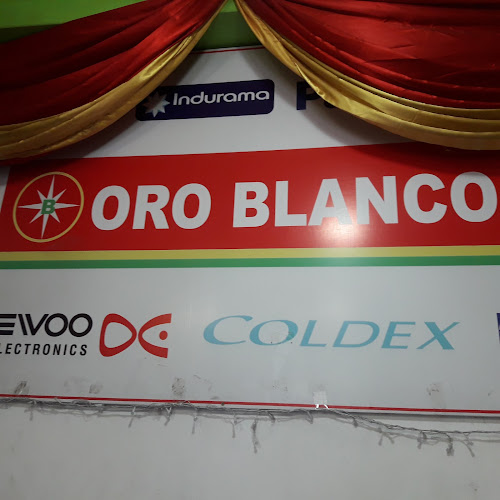 Indurama
B ORO BLANCO
EWOO
LECTRONICS
COLDEX